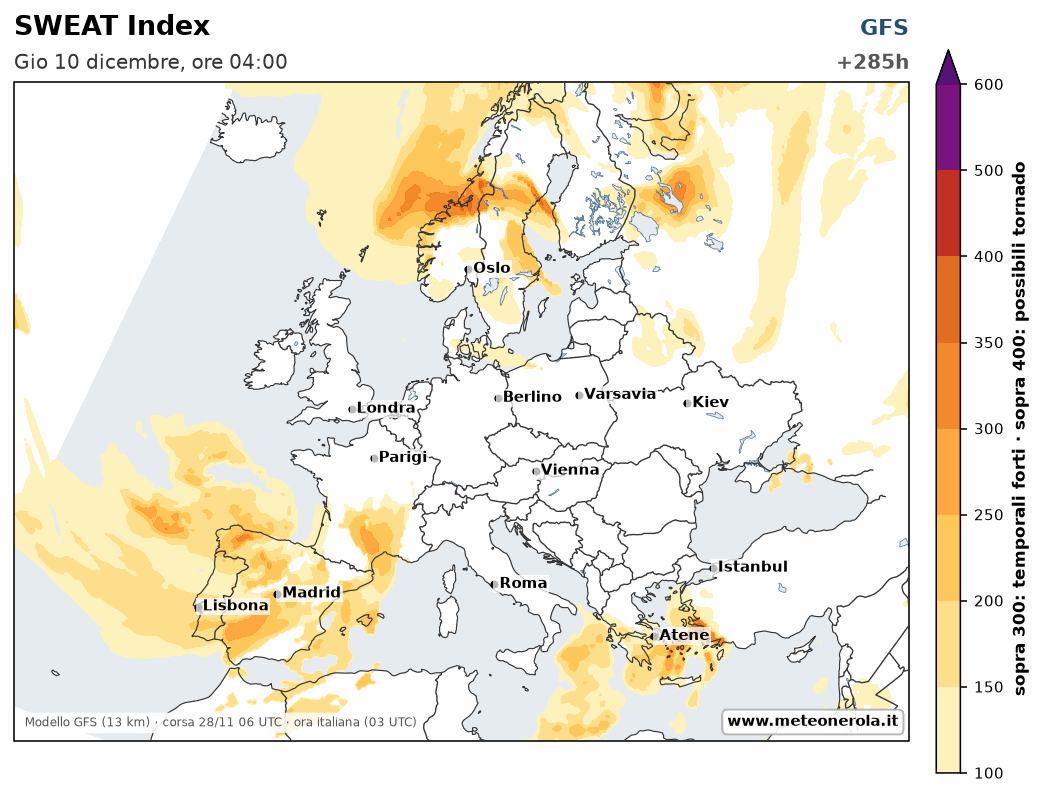 SWEAT Index
GFS
Gio 10 dicembre, ore 04:00
+285h
600
500
400
350
300
250
200
150
100
sopra 300: temporali forti · sopra 400: possibili tornado
Oslo
Berlino
Varsavia
Kiev
Londra
Parigi
Vienna
Istanbul
Roma
Madrid
Lisbona
Atene
Modello GFS (13 km) · corsa 28/11 06 UTC · ora italiana (03 UTC)
www.meteonerola.it